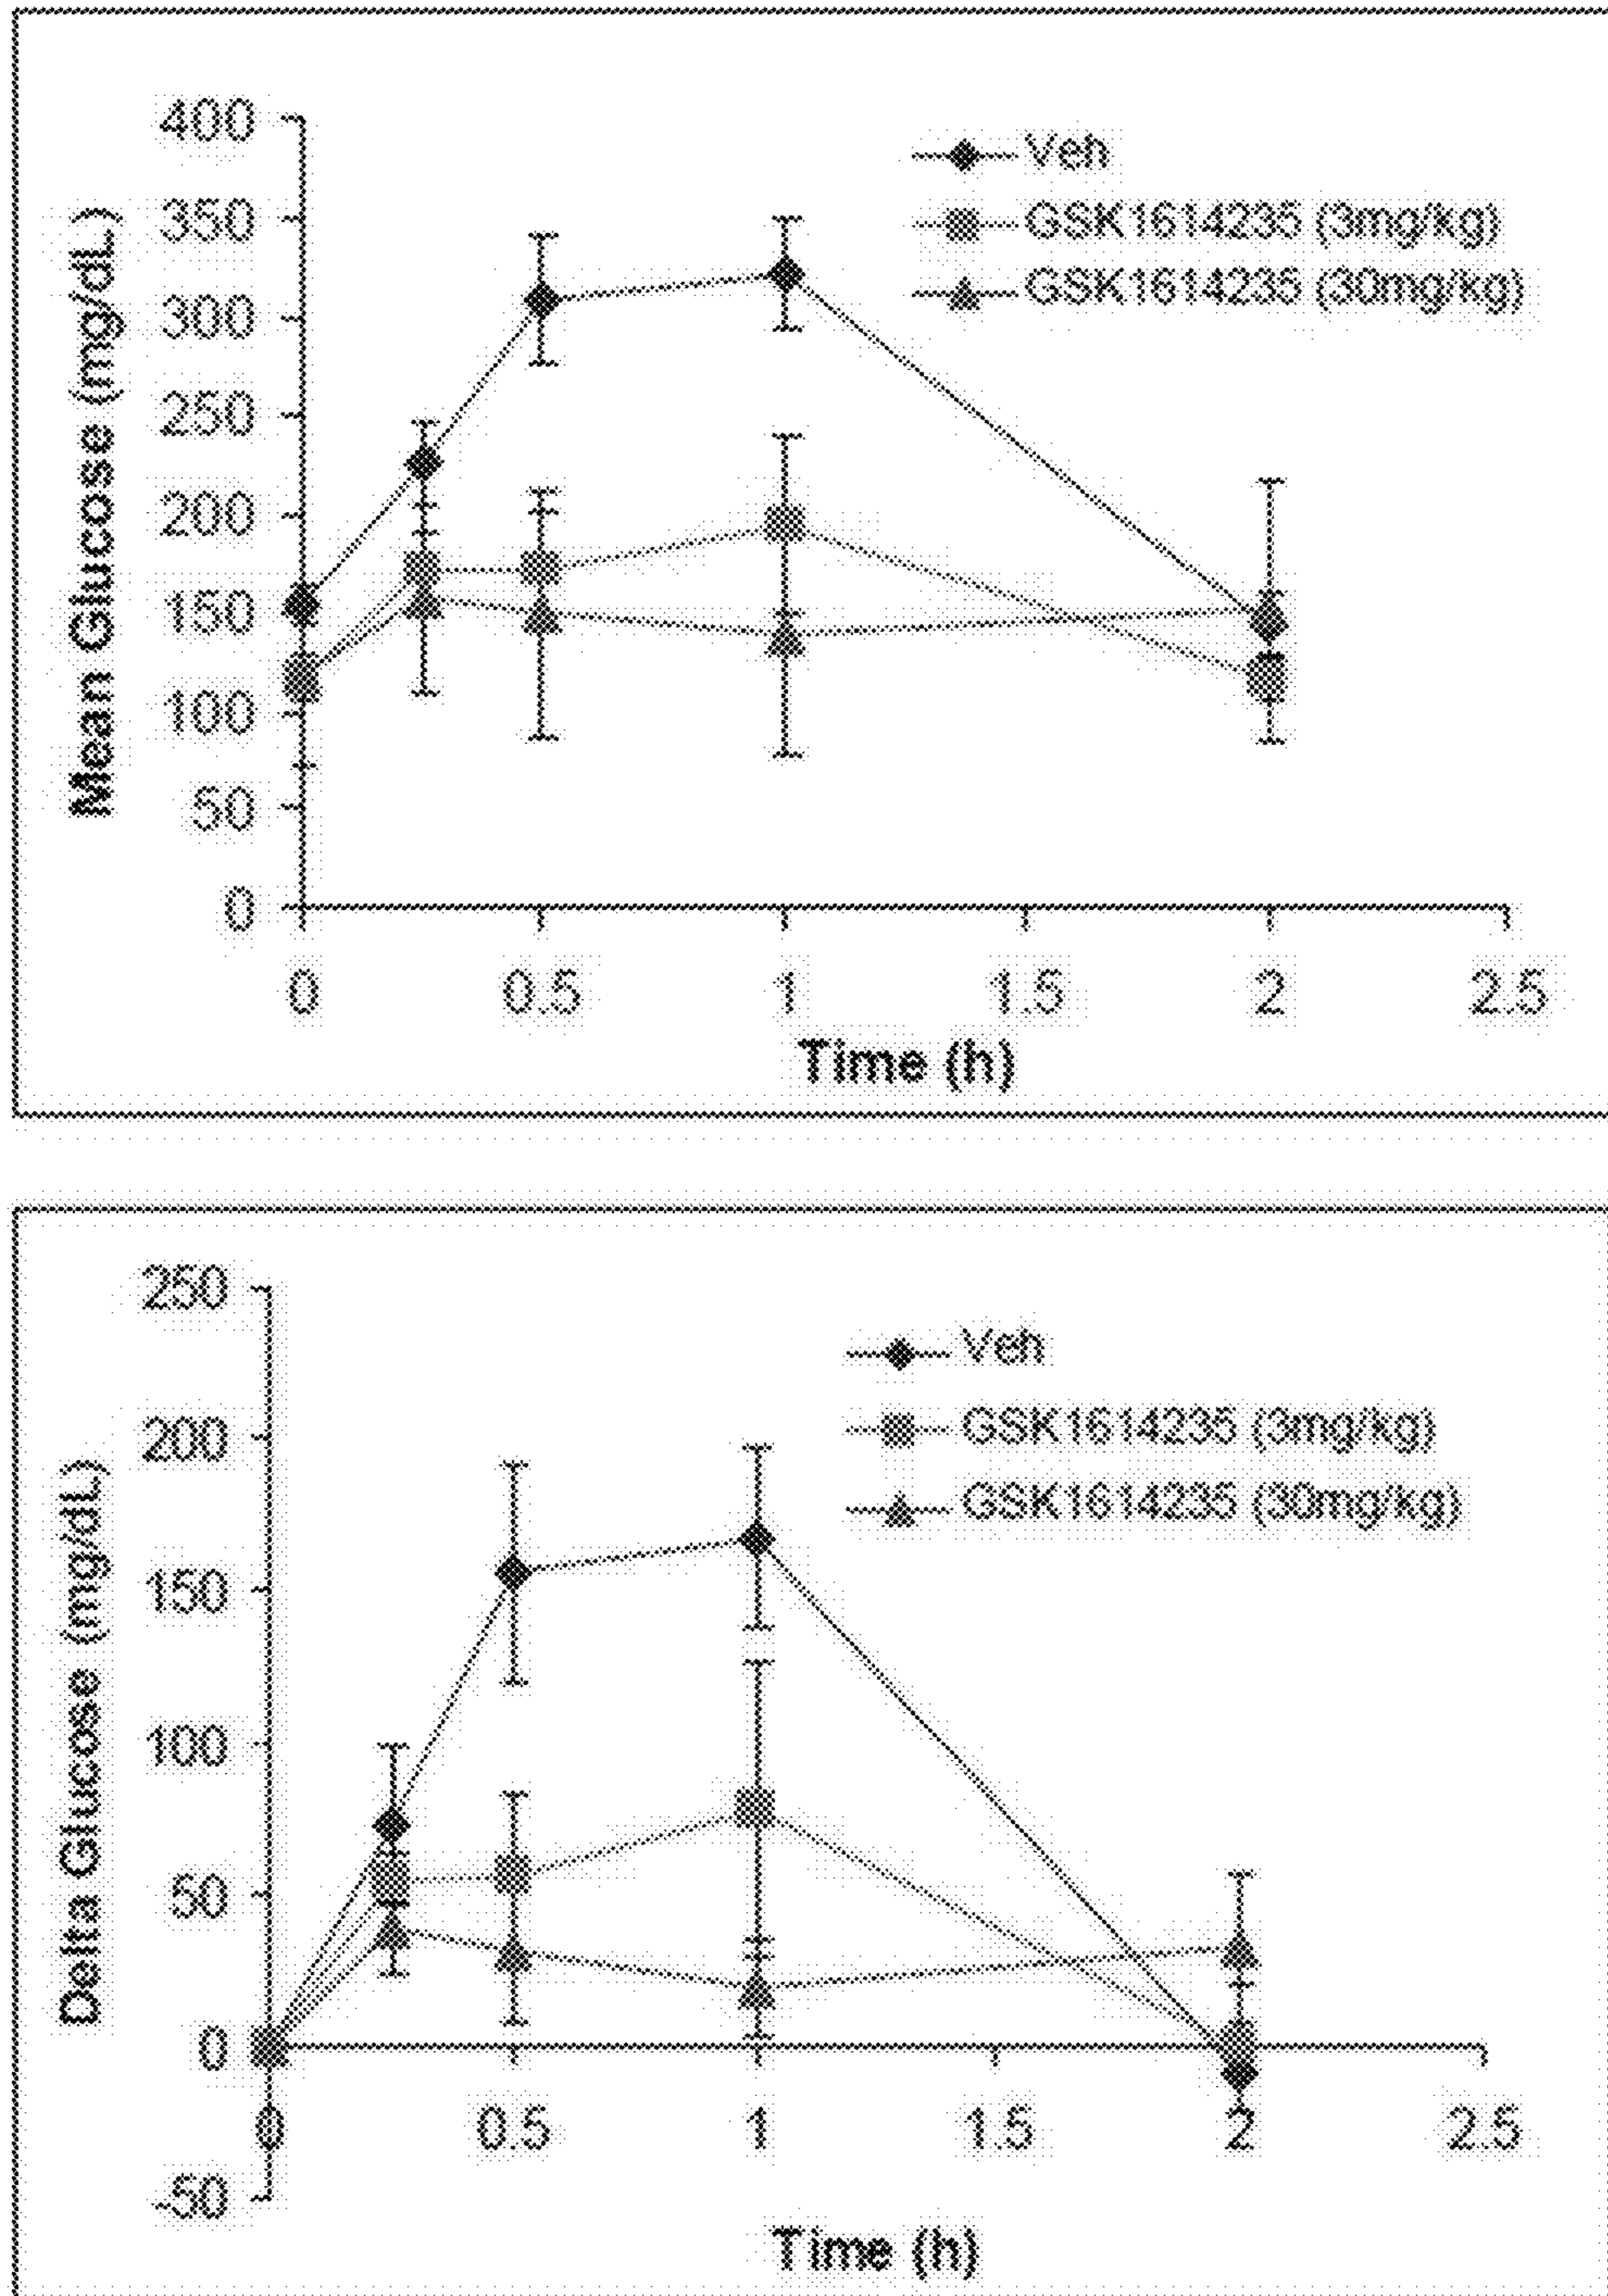 400
Veh
350
GSK1614235 (3mg/kg)
GSK1614235 (30mg/kg)
300
250
Mean Glucose (mg/dL)
200
150
100
50
0
0 0.5 1 1.5 2 2.5
Time (h)
250
Veh
200
GSK1614235 (3mg/kg)
GSK1614235 (30mg/kg)
150
Delta Glucose (mg/dL)
100
50
0
0 0.5 1 1.5 2 2.5
-50
Time (h)